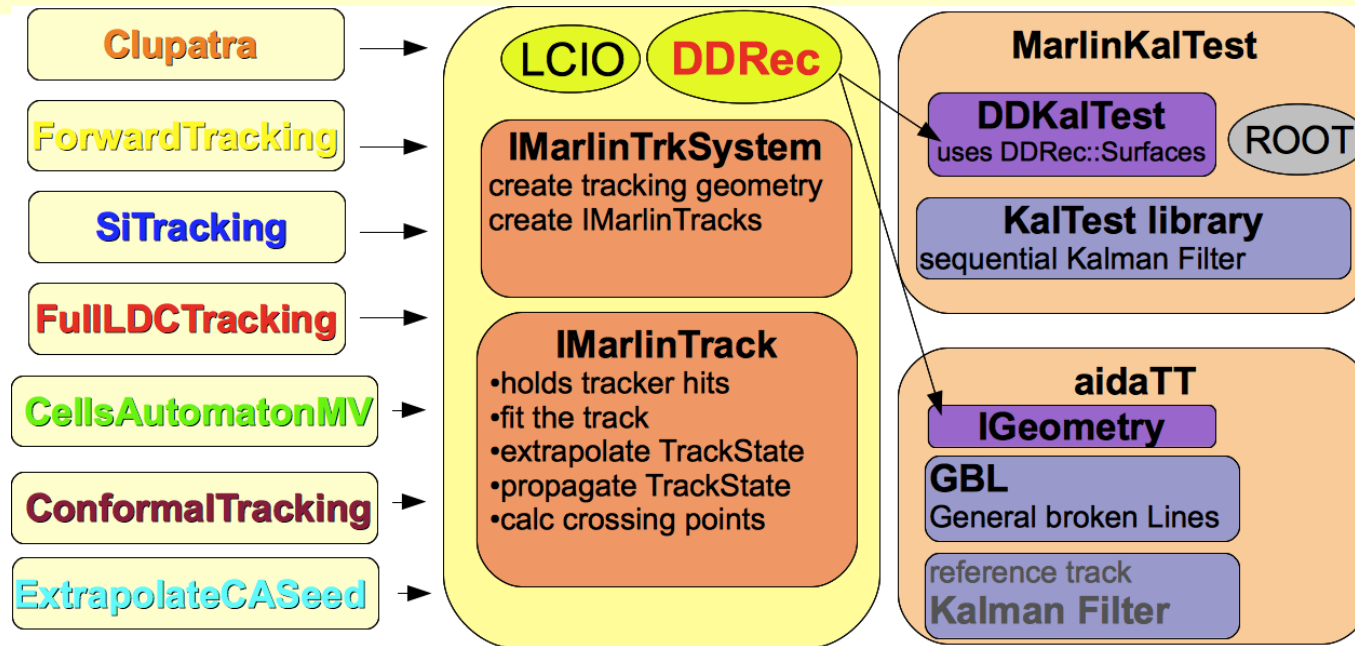 Clupatra
ForwardTracking
SiTracking
FullLDCTracking
CellsAutomatonMV
ConformalTracking
ExtrapolateCASeed
LCIO
DDRec
IMarlinTrkSystem
create tracking geometry
create IMarlinTracks
IMarlinTrack
•holds tracker hits
•fit the track
•extrapolate TrackState
•propagate TrackState
•calc crossing points
MarlinKalTest
DDKalTest
uses DDRec::Surfaces
ROOT
KalTest library
sequential Kalman Filter
aidaTT
IGeometry
GBL
General broken Lines
reference track
Kalman Filter